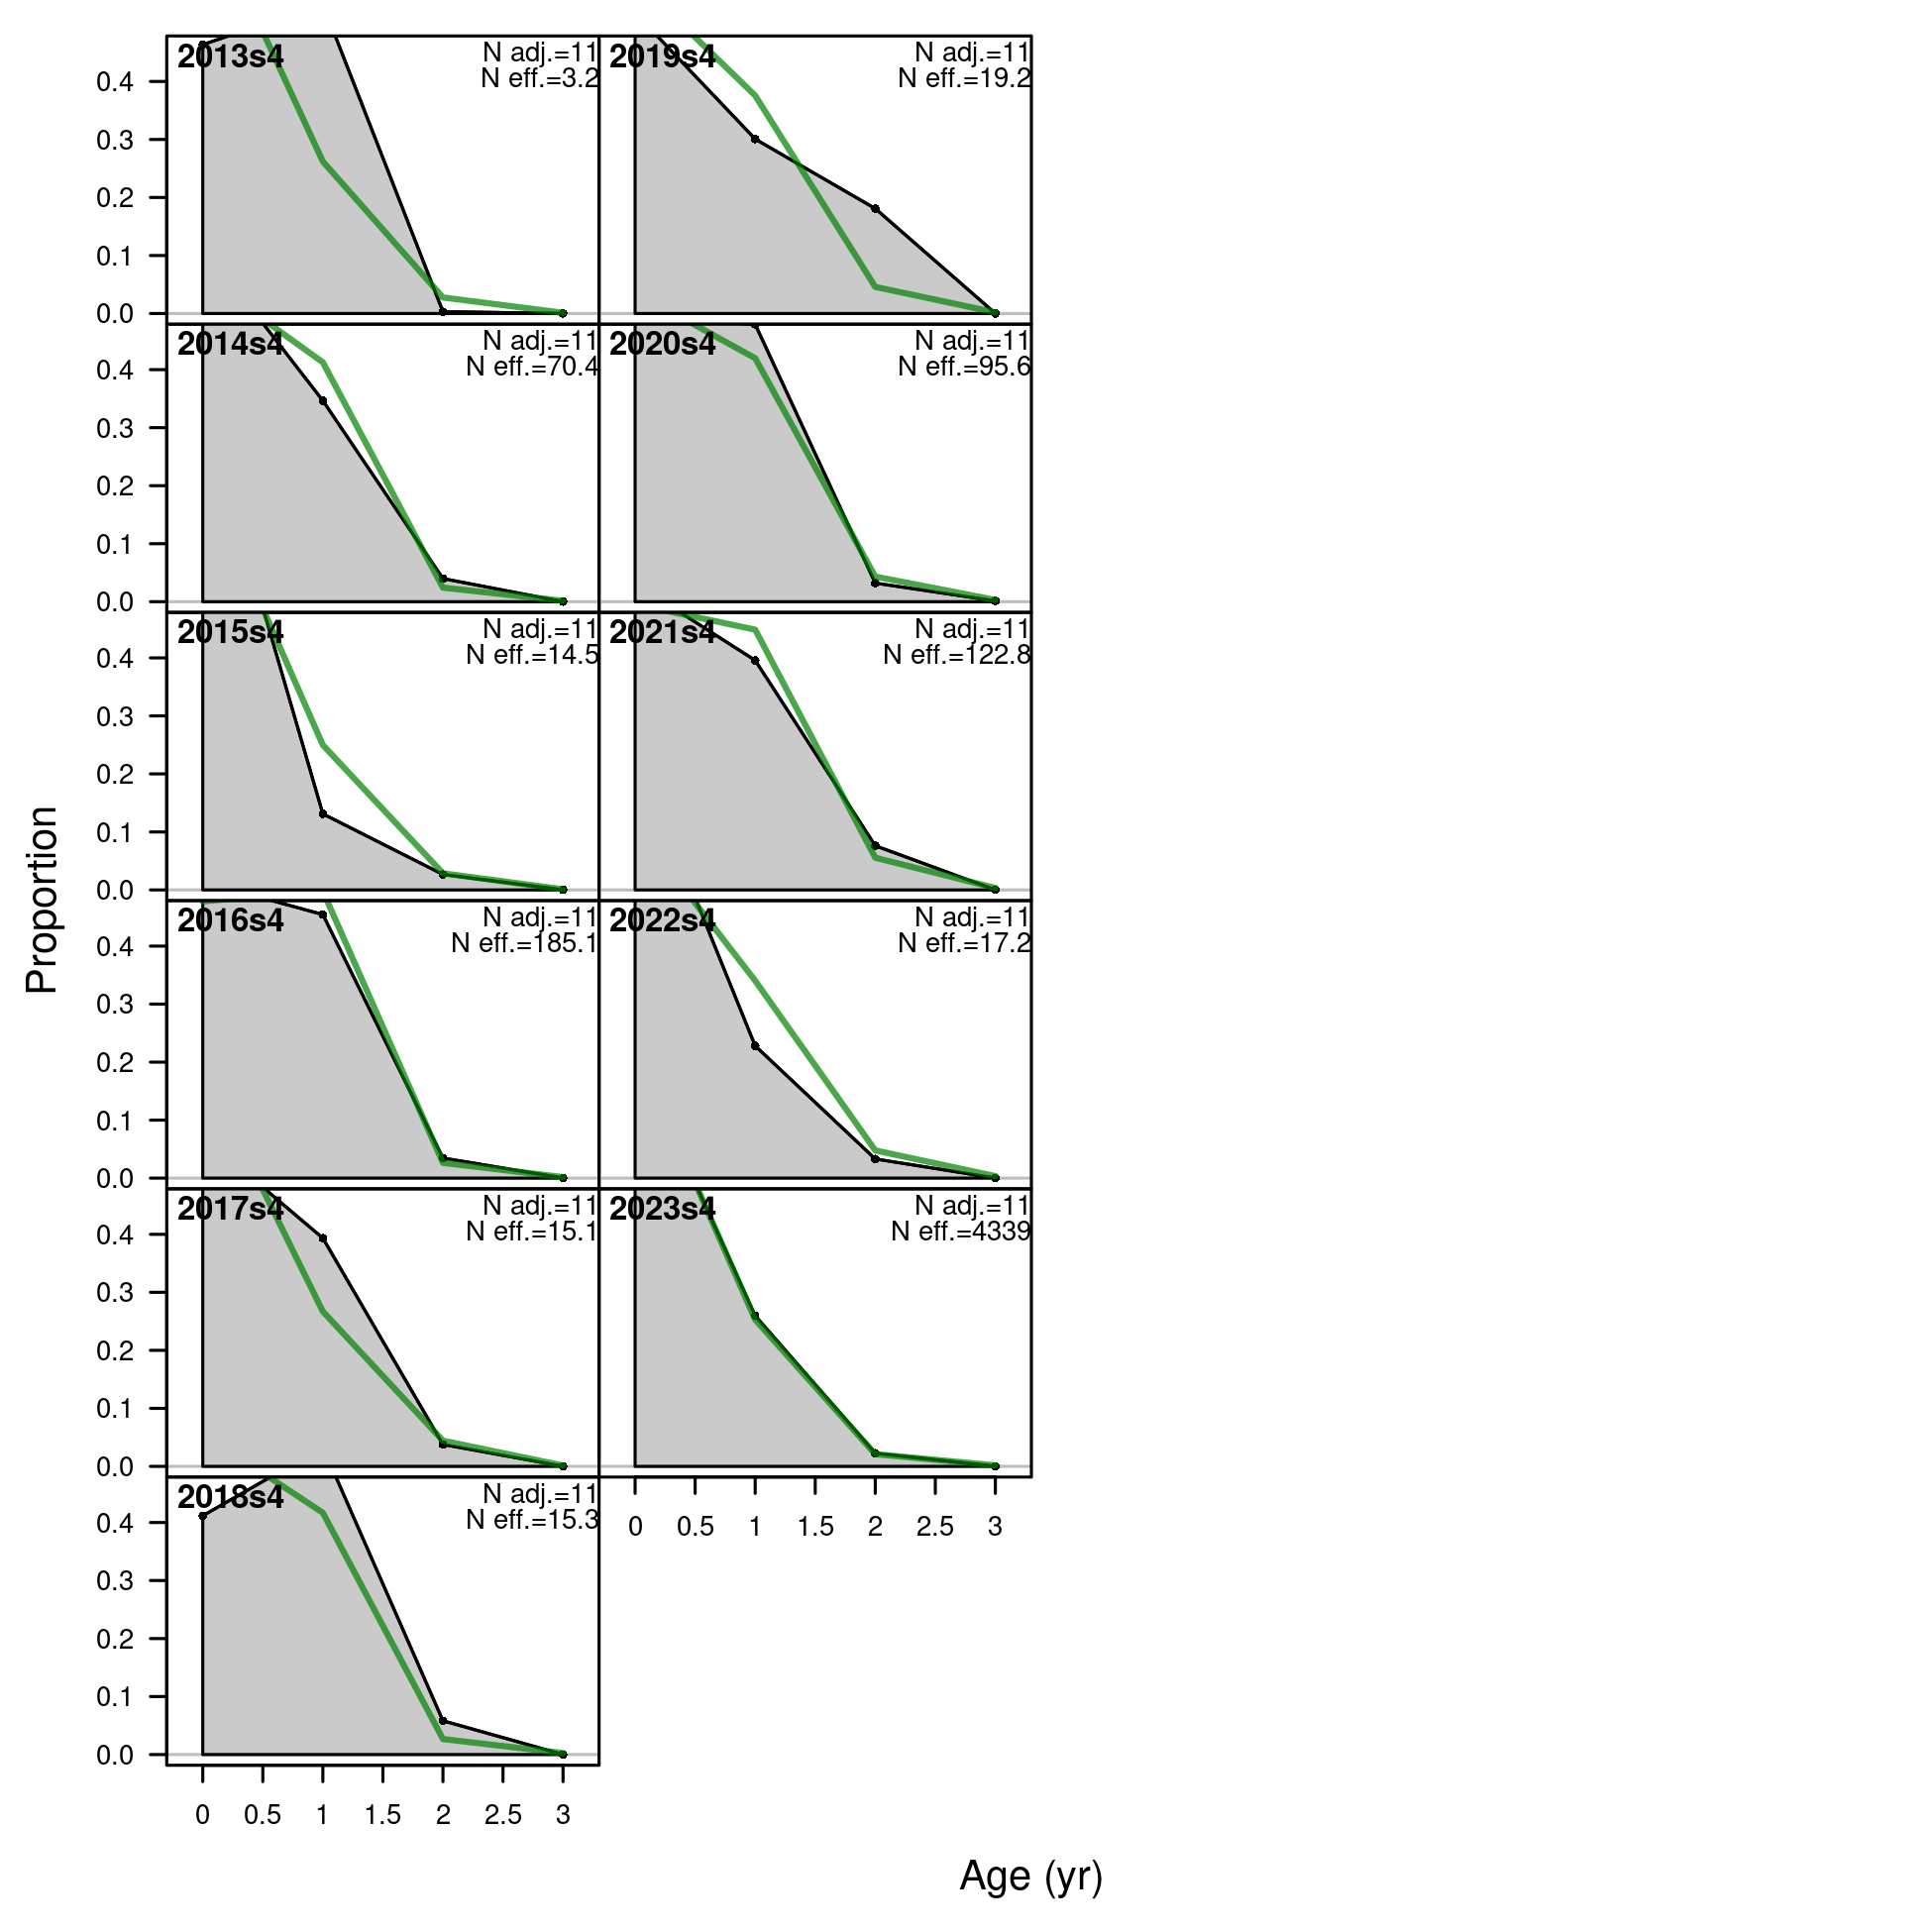 Proportion
2013s4
N adj.=11
N eff.=3.2
0.4
0.3
0.2
0.1
0.0
2014s4
N adj.=11
N eff.=70.4
0.4
0.3
0.2
0.1
0.0
2015s4
N adj.=11
N eff.=14.5
0.4
0.3
0.2
0.1
0.0
2016s4
N adj.=11
N eff.=185.1
0.4
0.3
0.2
0.1
0.0
2017s4
N adj.=11
N eff.=15.1
0.4
0.3
0.2
0.1
0.0
2018s4
N adj.=11
N eff.=15.3
0.4
0.3
0.2
0.1
0.0
0 0.5 1 1.5 2 2.5 3
2019s4
N adj.=11
N eff.=19.2
2020s4
N adj.=11
N eff.=95.6
2021s4
N adj.=11
N eff.=122.8
2022s4
N adj.=11
N eff.=17.2
2023s4
N adj.=11
N eff.=4339
0 0.5 1 1.5 2 2.5 3
Age (yr)